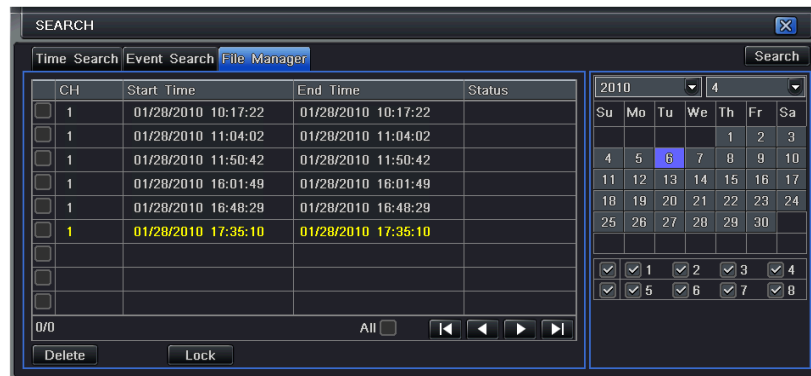 SEARCH
Time Search Event Search File Manager Search
CH Start Time End Time Status
1 01/28/2010 10:17:22 01/28/2010 10:17:22
1 01/28/2010 11:04:02 01/28/2010 11:04:02
1 01/28/2010 11:50:42 01/28/2010 11:50:42
1 01/28/2010 16:01:49 01/28/2010 16:01:49
1 01/28/2010 16:48:29 01/28/2010 16:48:29
1 01/28/2010 17:35:10 01/28/2010 17:35:10
0/0 All
Delete Lock
2010 4
Su Mo Tu We Th Fr Sa
1 2 3
4 5 6 7 8 9 10
11 12 13 14 15 16 17
18 19 20 21 22 23 24
25 26 27 28 29 30
1 2 3 4
5 6 7 8